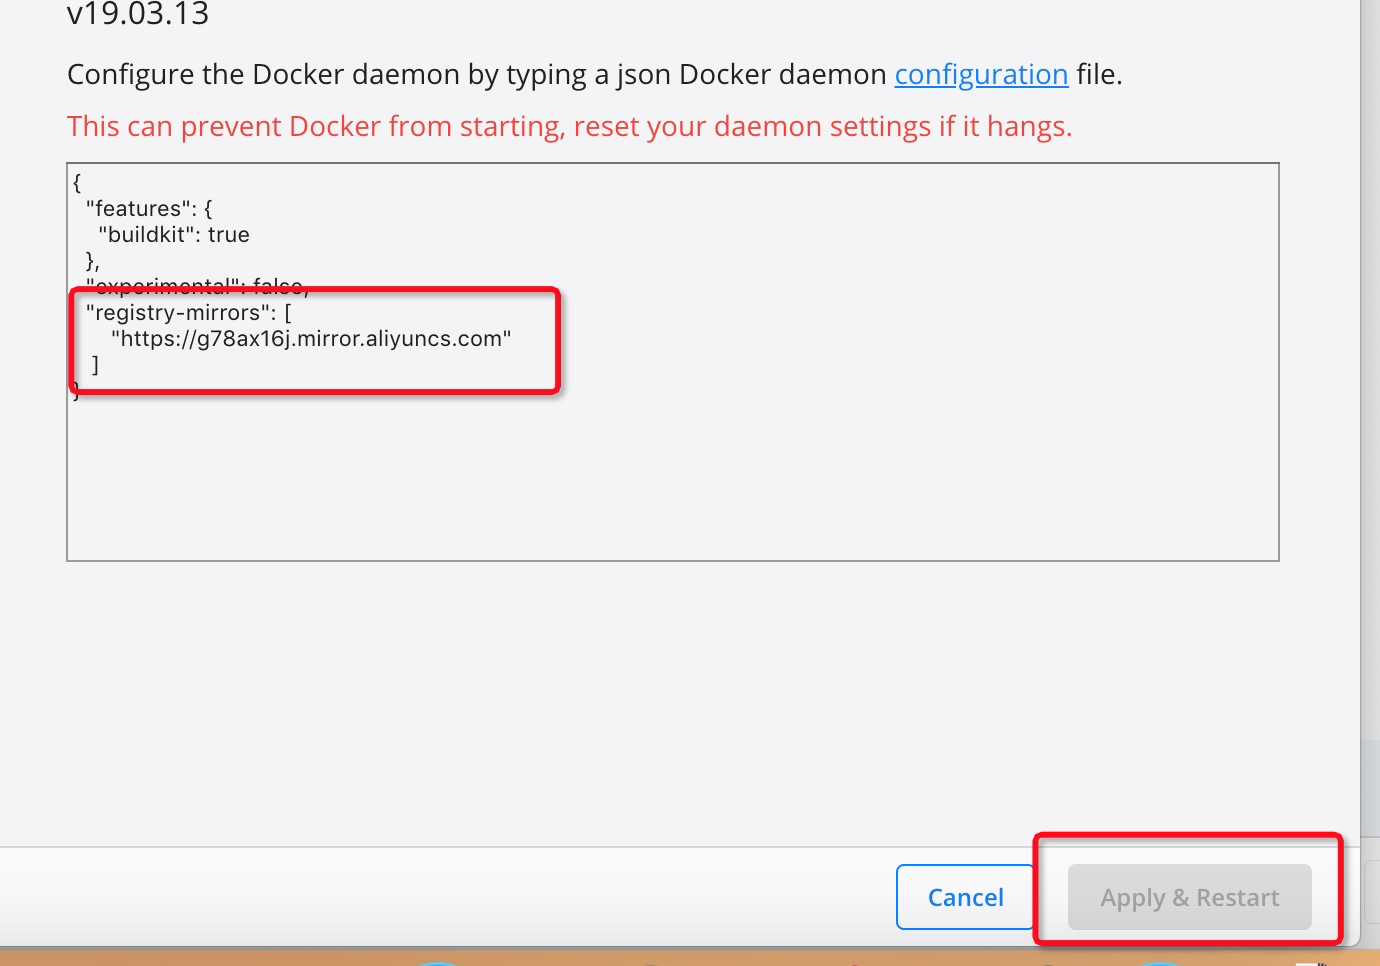 v19.03.13
Configure the Docker daemon by typing a json Docker daemon configuration file.
This can prevent Docker from starting, reset your daemon settings if it hangs.
{
"features": {
"buildkit": true
},
"experimental": false,
"registry-mirrors": [
"https://g78ax16j.mirror.aliyuncs.com"
]
}
Cancel
Apply & Restart